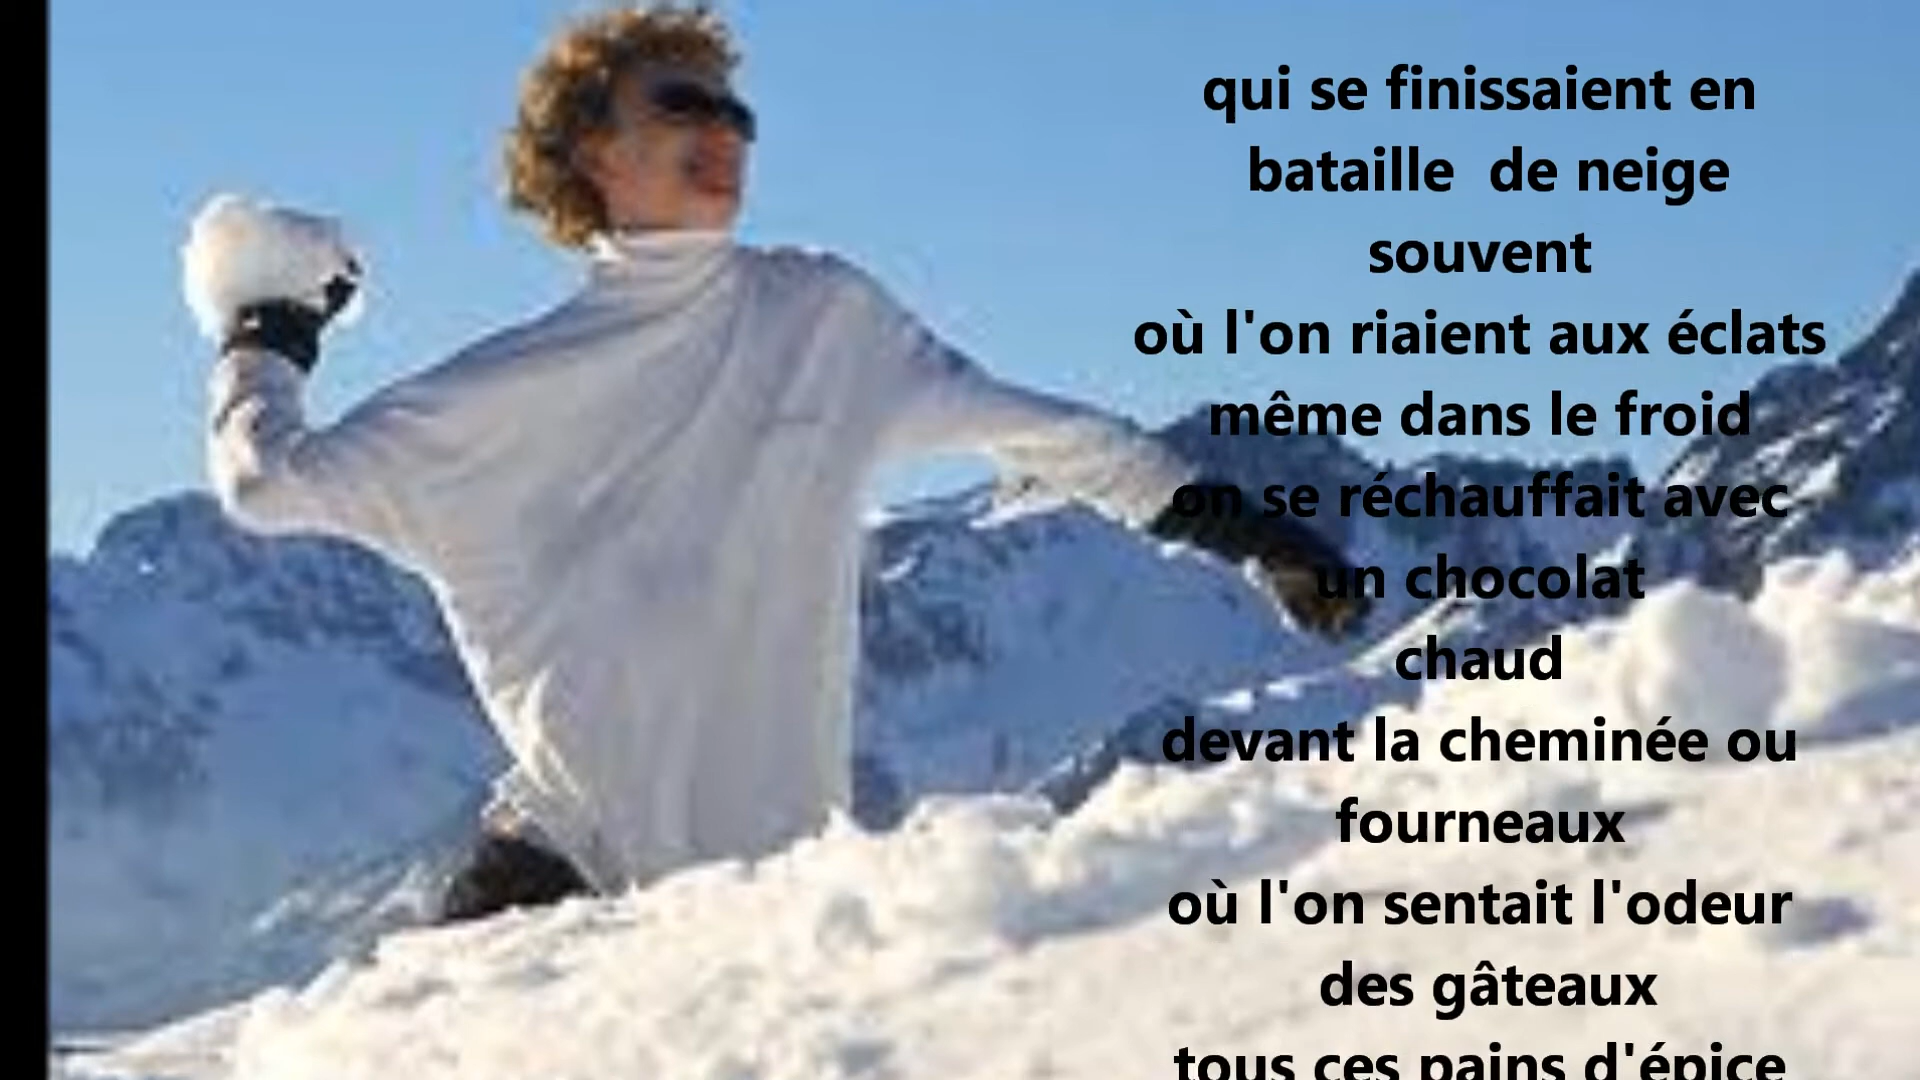 qui se finissaient en
bataille  de neige
souvent
où l'on riaient aux éclats
même dans le froid
on se réchauffait avec
un chocolat
chaud
devant la cheminée ou
fourneaux
où l'on sentait l'odeur
des gâteaux
tous ces pains d'épice